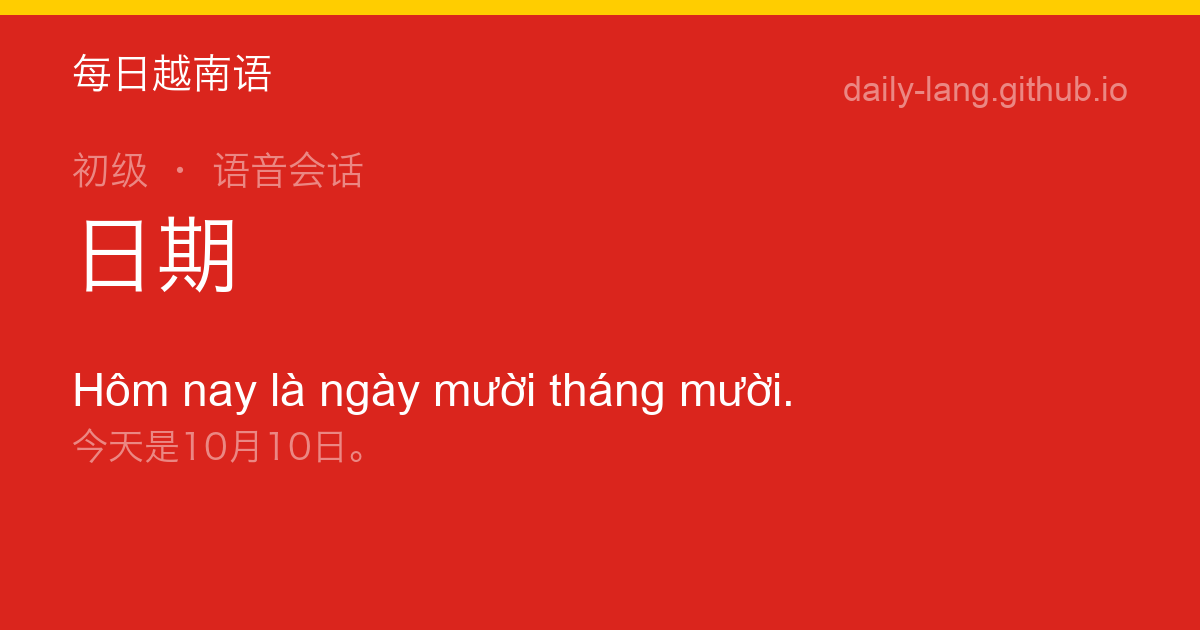 每日越南语
daily-lang.github.io
初级 · 语音会话
日期
Hôm nay là ngày mười tháng mười.
今天是10月10日。